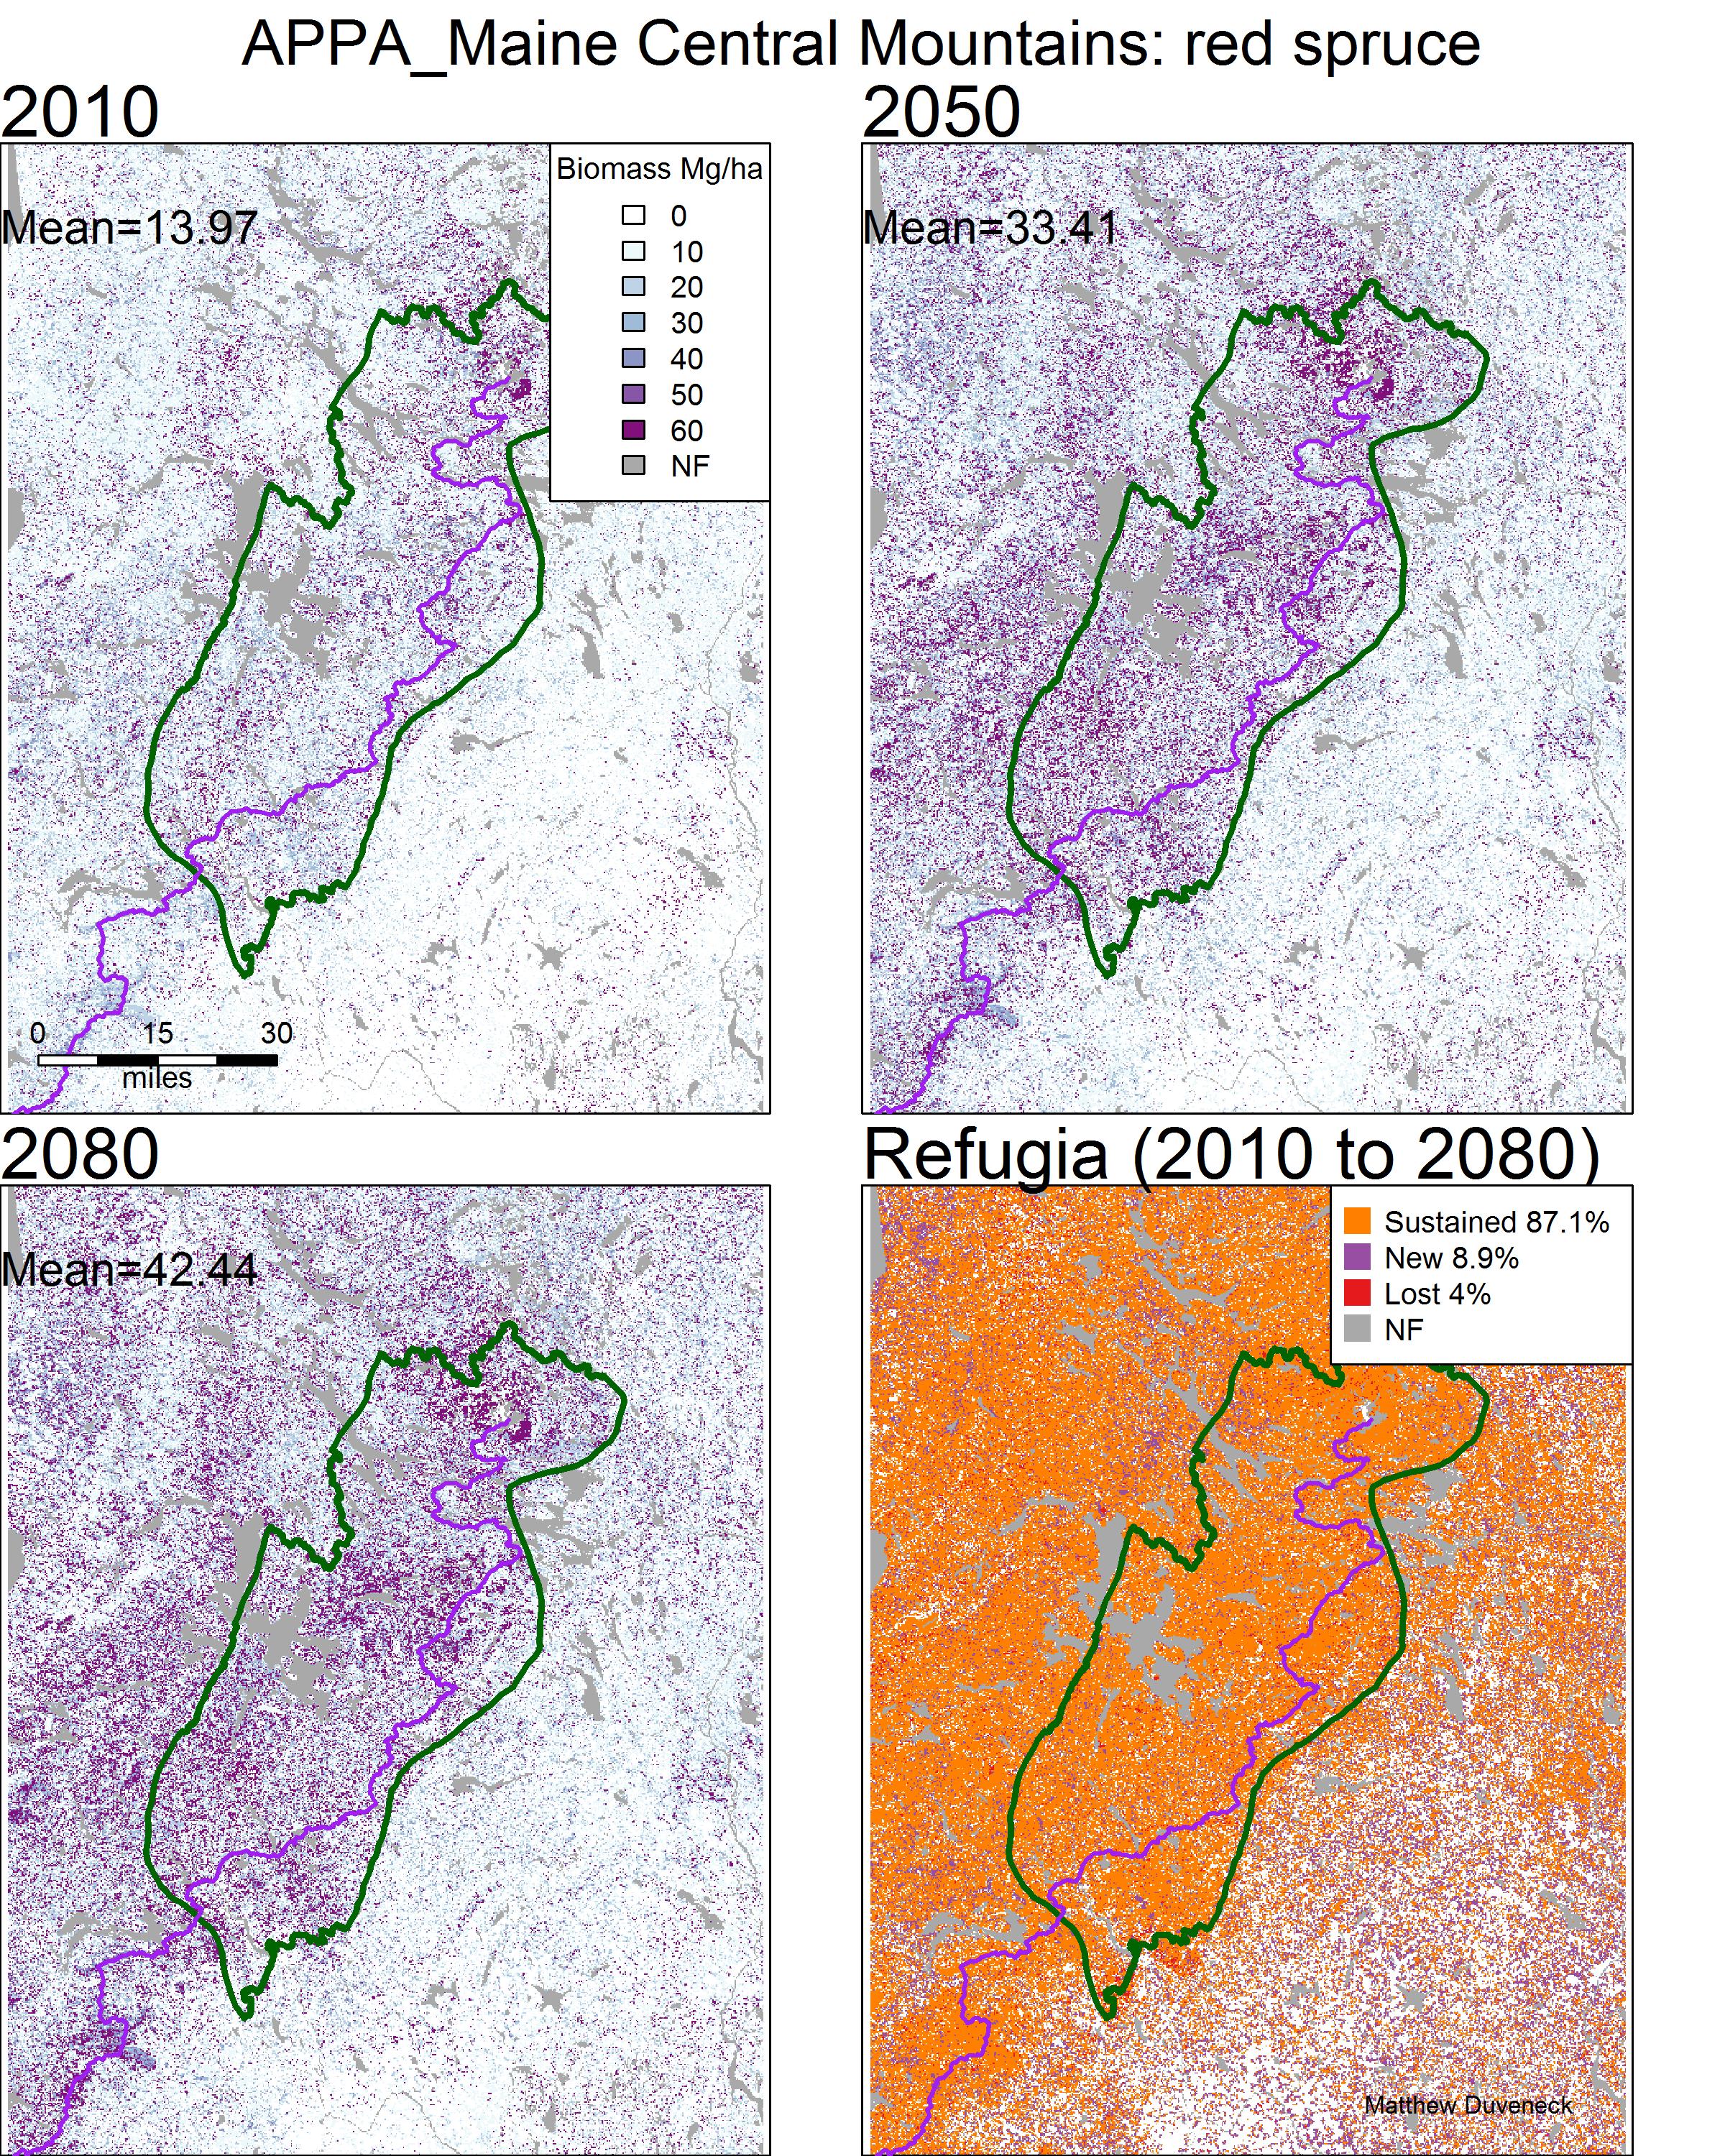 APPA_Maine Central Mountains: red spruce
2010
2050
Biomass Mg/ha
0
10
20
30
40
50
60
NF
Mean=13.97
Mean=33.41
0 15 30
miles
2080
Refugia (2010 to 2080)
Mean=42.44
Sustained 87.1%
New 8.9%
Lost 4%
NF
Matthew Duveneck